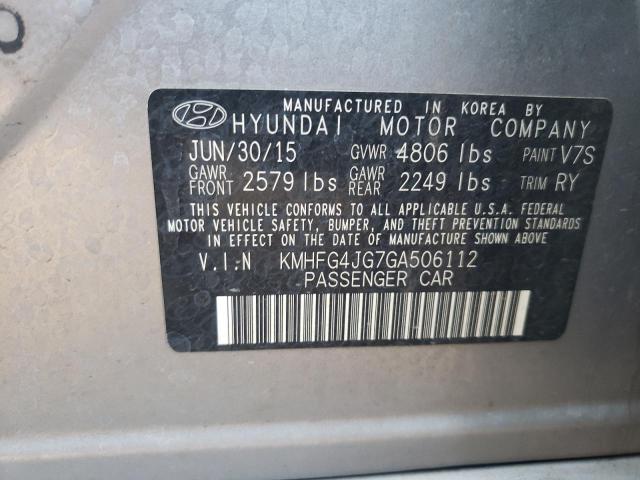 MANUFACTURED IN KOREA BY
HYUNDAI MOTOR COMPANY
JUN/30/15 GVWR 4806 lbs PAINT V7S
GAWR FRONT 2579 lbs GAWR REAR 2249 lbs TRIM RY
THIS VEHICLE CONFORMS TO ALL APPLICABLE U.S.A. FEDERAL
MOTOR VEHICLE SAFETY, BUMPER, AND THEFT PREVENTION STANDARDS
IN EFFECT ON THE DATE OF MANUFACTURE SHOWN ABOVE.
V.I.N KMHFG4JG7GA506112
PASSENGER CAR